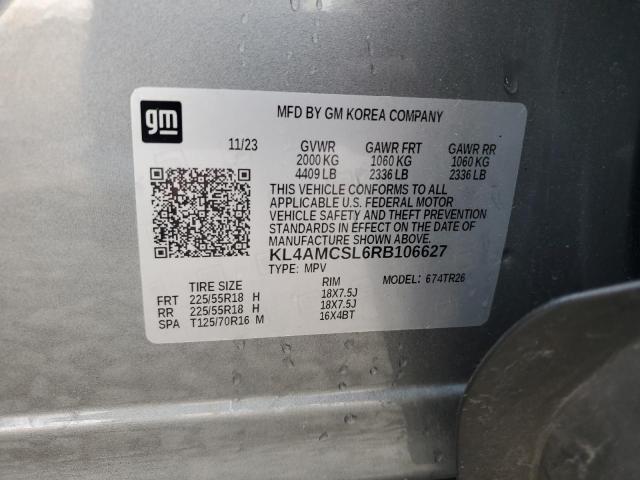 gm
MFD BY GM KOREA COMPANY
11/23 GVWR GAWR FRT GAWR RR
2000 KG 1060 KG 1060 KG
4409 LB 2336 LB 2336 LB
THIS VEHICLE CONFORMS TO ALL
APPLICABLE U.S. FEDERAL MOTOR
VEHICLE SAFETY AND THEFT PREVENTION
STANDARDS IN EFFECT ON THE DATE OF
MANUFACTURE SHOWN ABOVE.
KL4AMCSL6RB106627
TYPE: MPV MODEL: 674TR26
TIRE SIZE RIM
FRT 225/55R18 H 18X7.5J
RR 225/55R18 H 18X7.5J
SPA T125/70R16 M 16X4BT